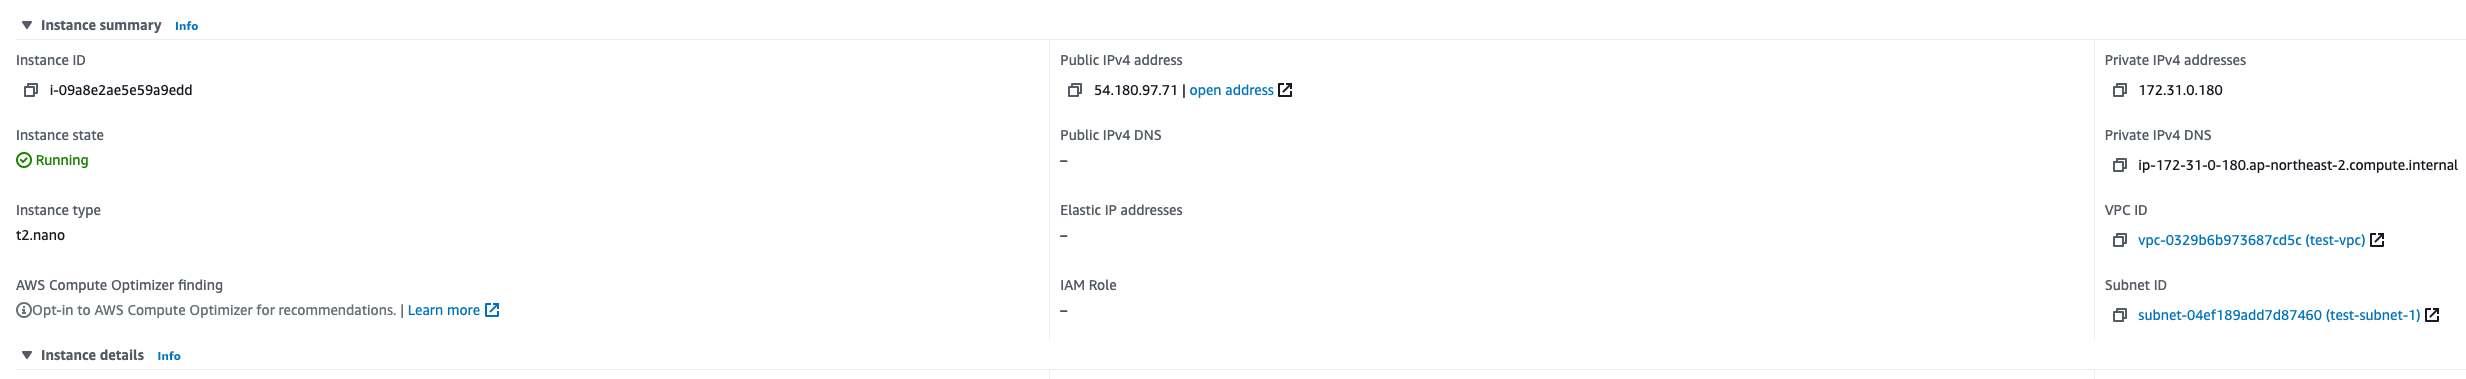 Instance summary Info
Instance ID
i-09a8e2ae5e59a9edd
Public IPv4 address
54.180.97.71 | open address
Private IPv4 addresses
172.31.0.180
Instance state
Running
Public IPv4 DNS
–
Private IPv4 DNS
ip-172-31-0-180.ap-northeast-2.compute.internal
Instance type
t2.nano
Elastic IP addresses
–
VPC ID
vpc-0329b6b973687cd5c (test-vpc)
AWS Compute Optimizer finding
Opt-in to AWS Compute Optimizer for recommendations. | Learn more
IAM Role
–
Subnet ID
subnet-04ef189add7d87460 (test-subnet-1)
Instance details Info